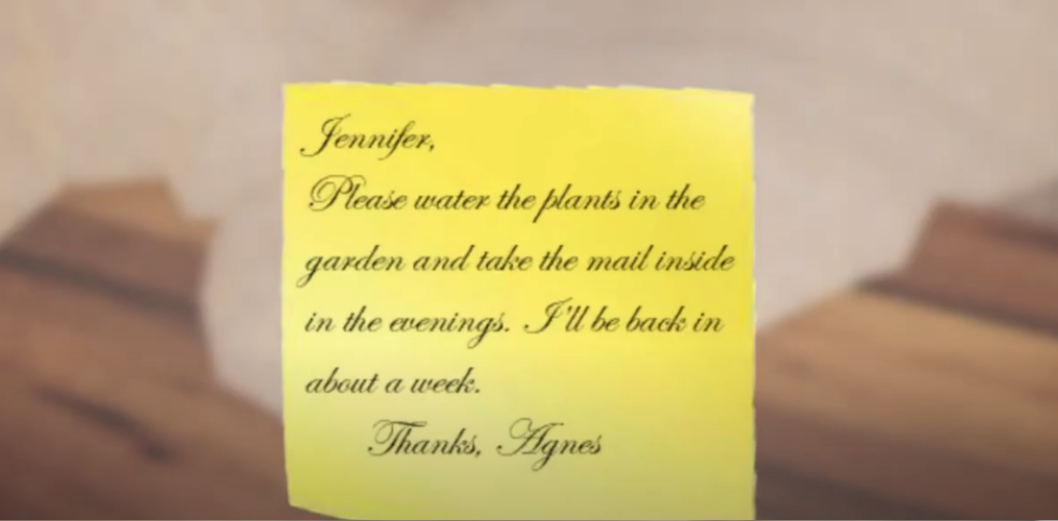 Jennifer,
Please water the plants in the
garden and take the mail inside
in the evenings. I'll be back in
about a week.
Thanks, Agnes